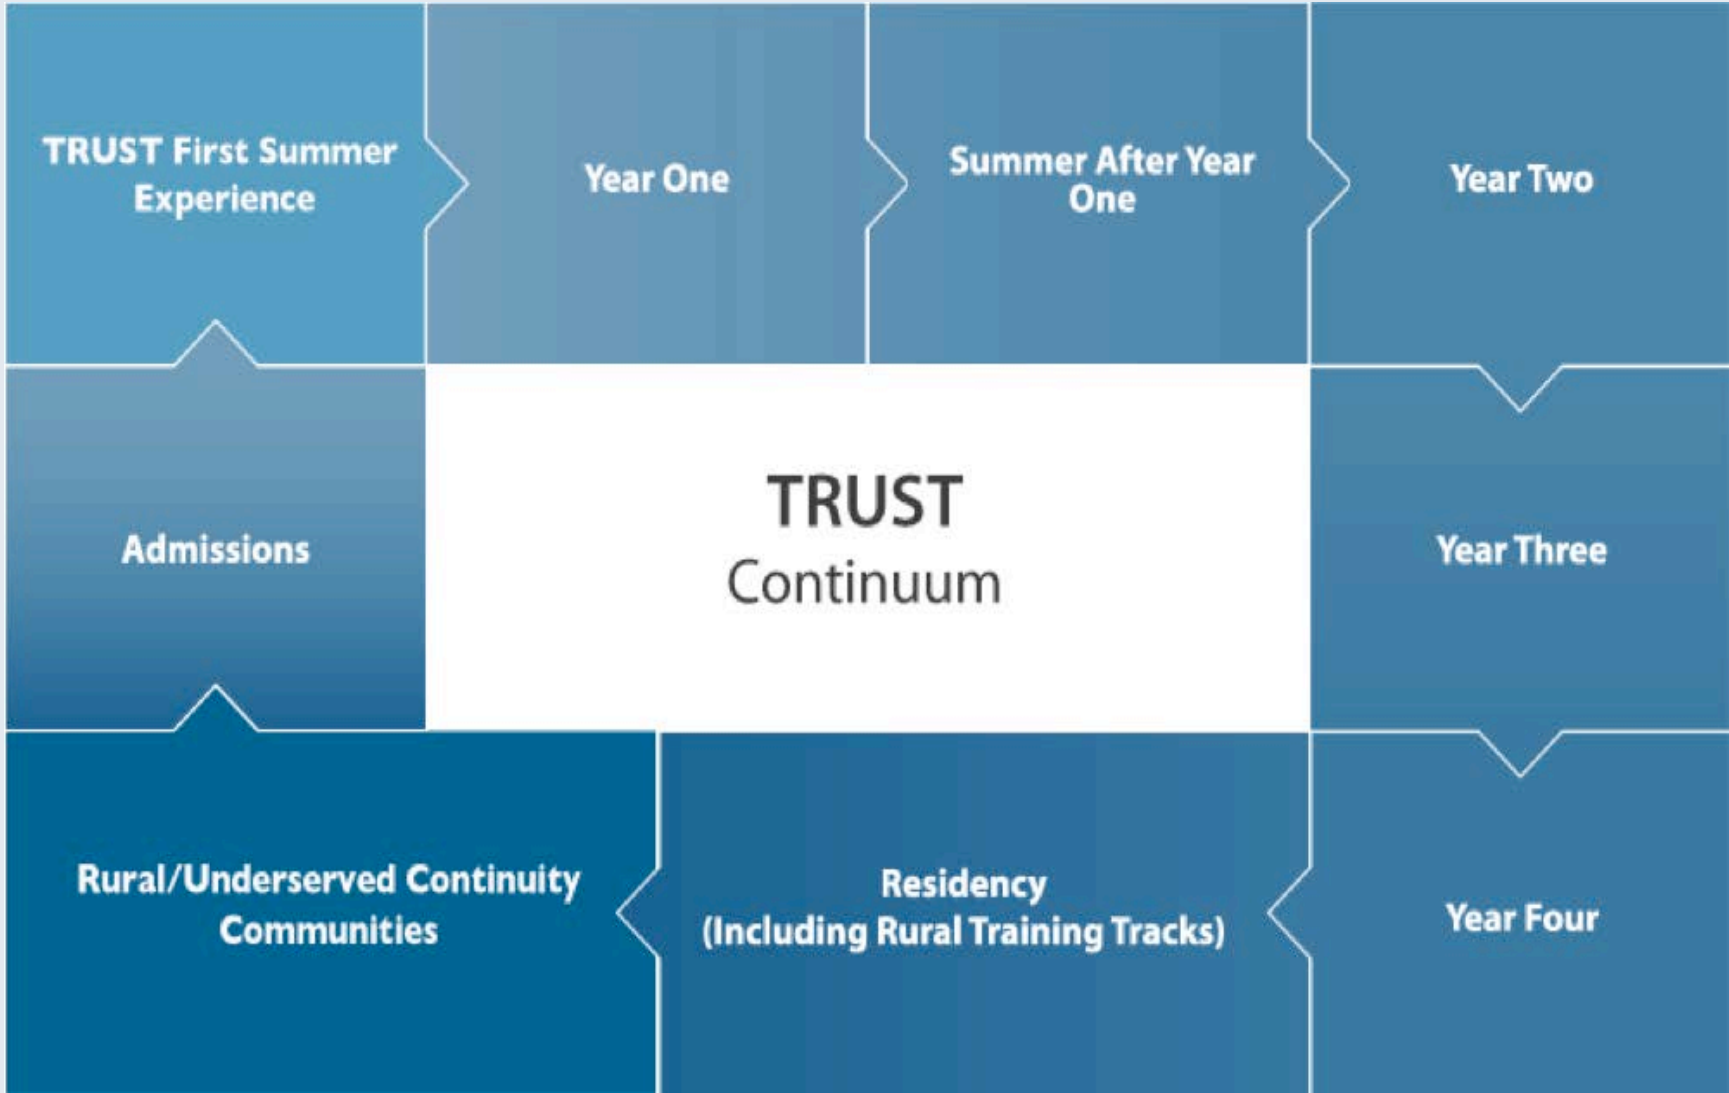 TRUST First Summer
Experience
Year One
Summer After Year
One
Year Two
Admissions
TRUST
Continuum
Year Three
Rural/Underserved Continuity
Communities
Residency
(Including Rural Training Tracks)
Year Four